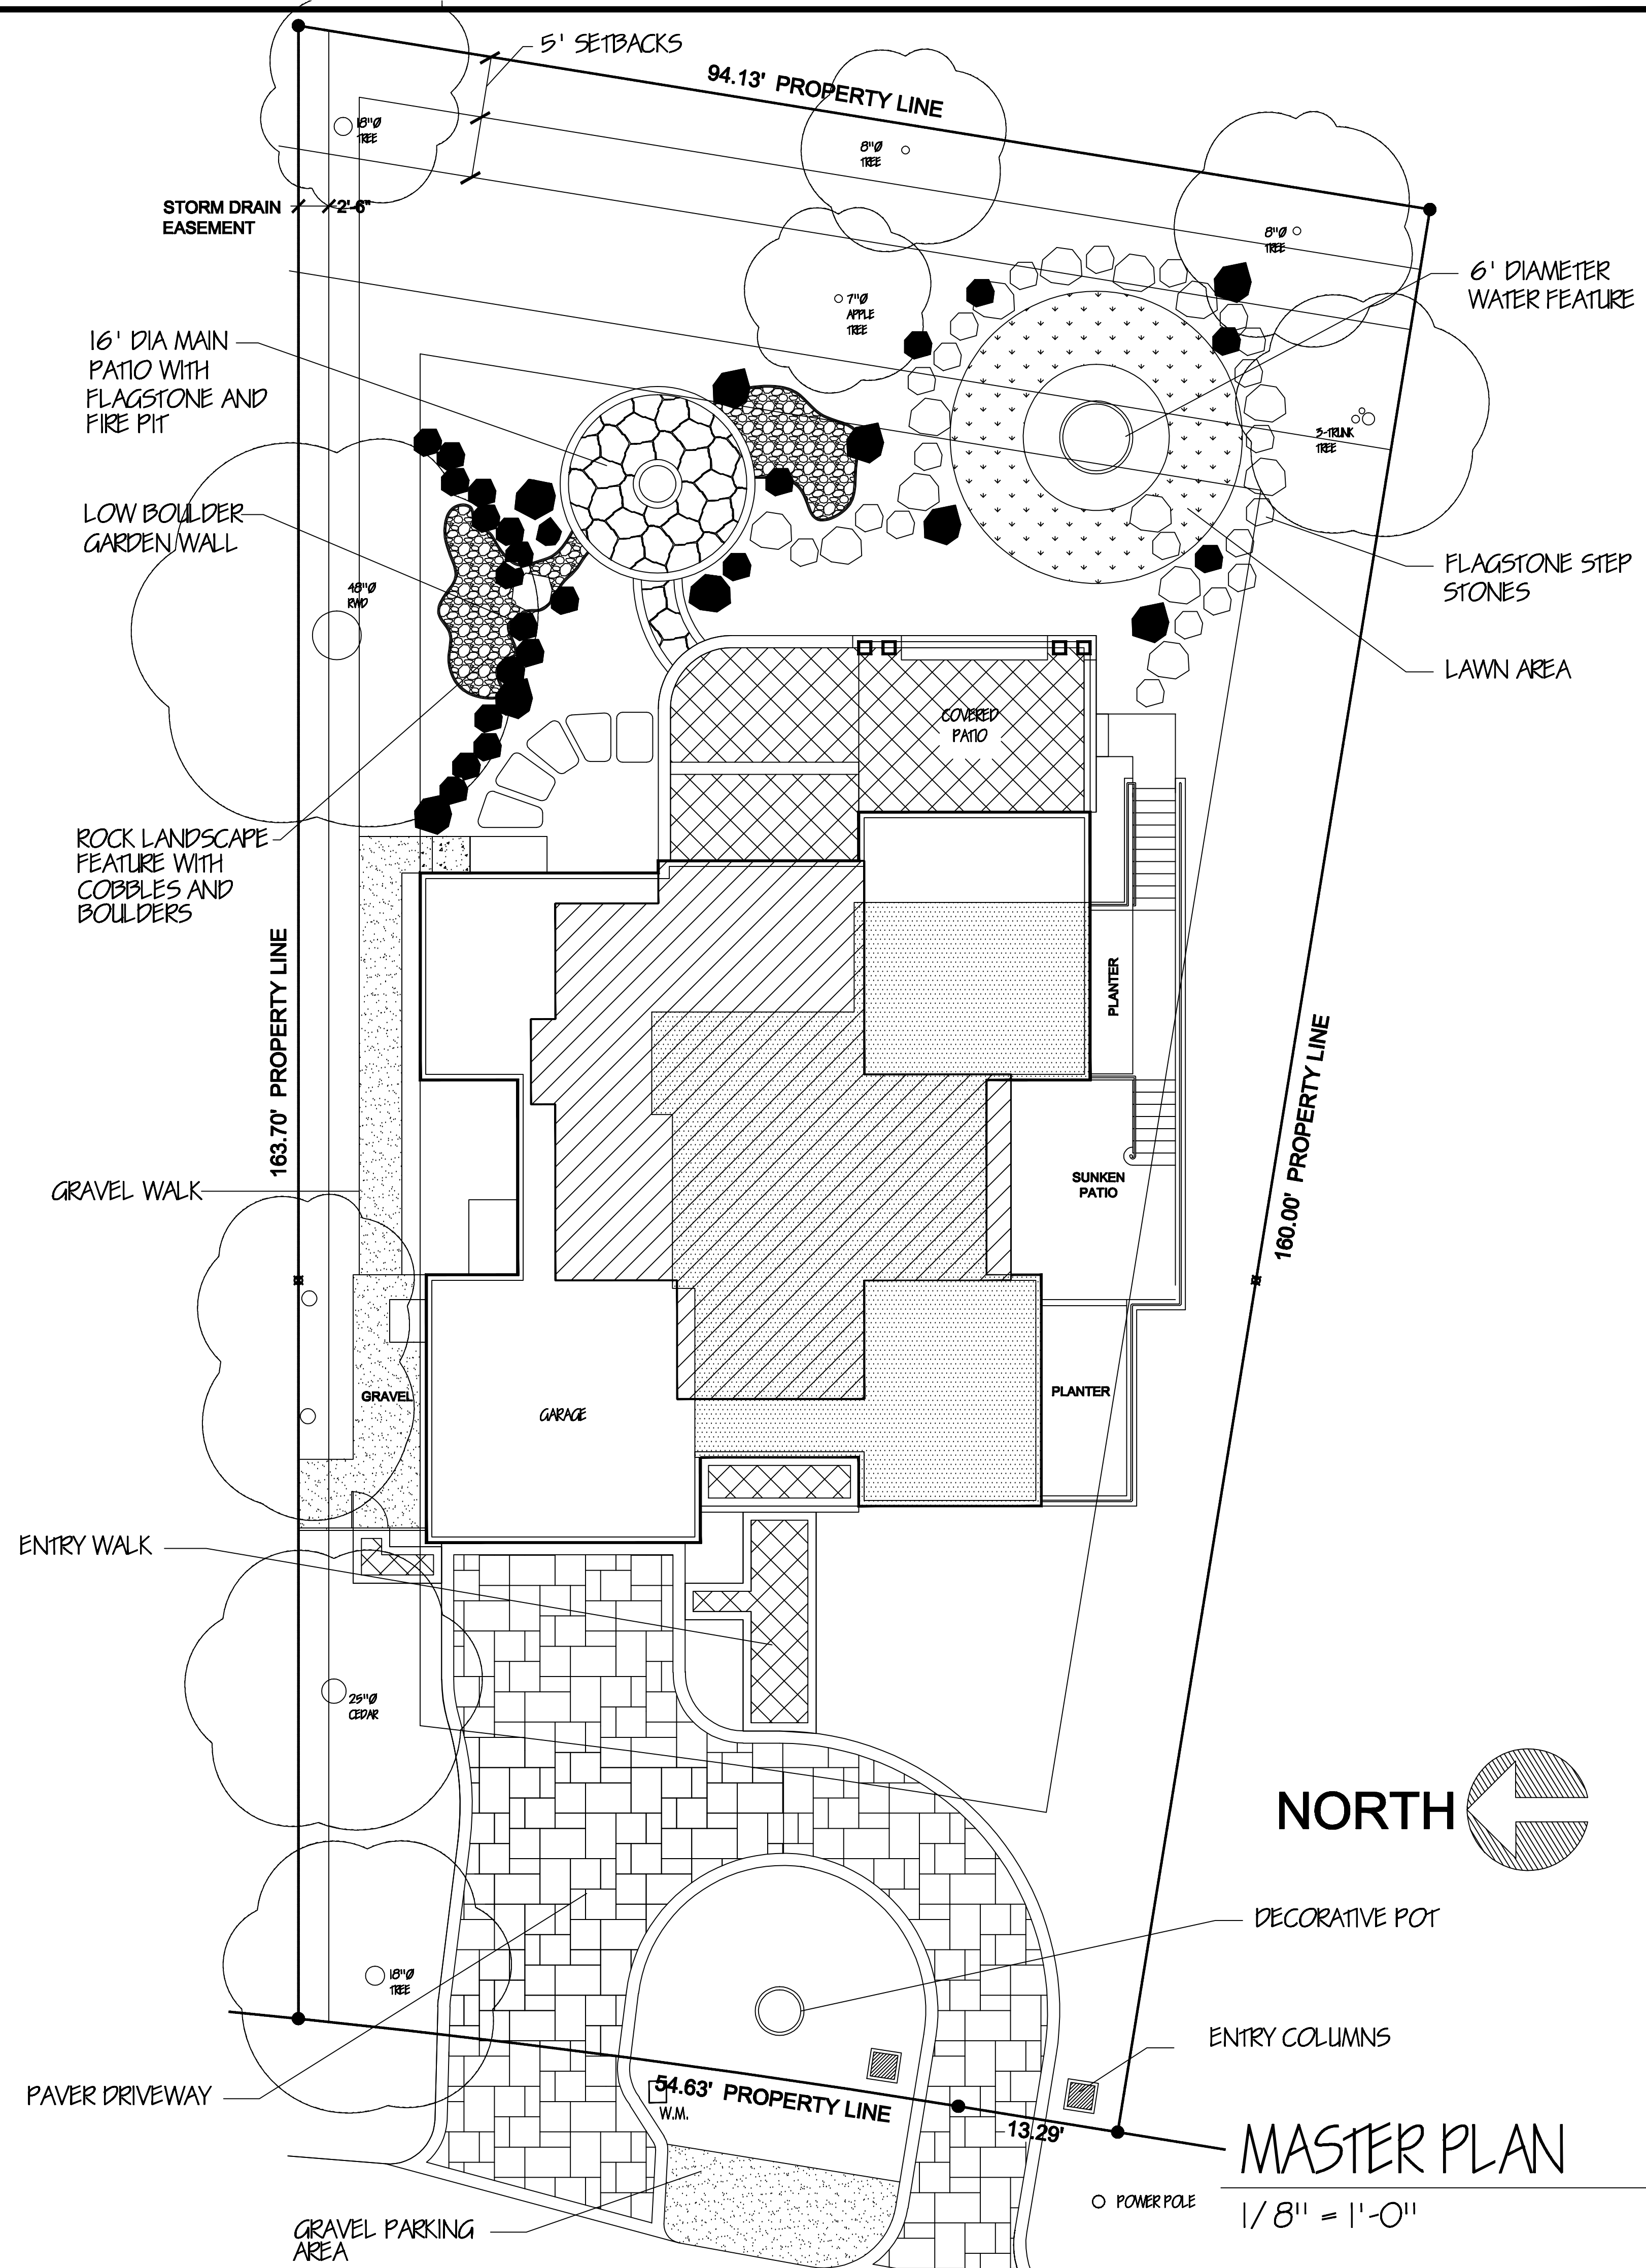 5' SETBACKS
94.13' PROPERTY LINE
18"Ø
TREE
8"Ø
TREE
STORM DRAIN
EASEMENT
2'-6"
8"Ø
TREE
6' DIAMETER
WATER FEATURE
7"Ø
APPLE
TREE
16' DIA MAIN
PATIO WITH
FLAGSTONE AND
FIRE PIT
3-TRUNK
TREE
LOW BOULDER
GARDEN WALL
FLAGSTONE STEP
STONES
48"Ø
RWD
LAWN AREA
COVERED
PATIO
ROCK LANDSCAPE
FEATURE WITH
COBBLES AND
BOULDERS
163.70' PROPERTY LINE
PLANTER
160.00' PROPERTY LINE
GRAVEL WALK
SUNKEN
PATIO
GRAVEL
GARAGE
PLANTER
ENTRY WALK
25"Ø
CEDAR
NORTH
DECORATIVE POT
18"Ø
TREE
ENTRY COLUMNS
PAVER DRIVEWAY
54.63' PROPERTY LINE
W.M.
13.29'
MASTER PLAN
POWER POLE
1/8" = 1'-0"
GRAVEL PARKING
AREA